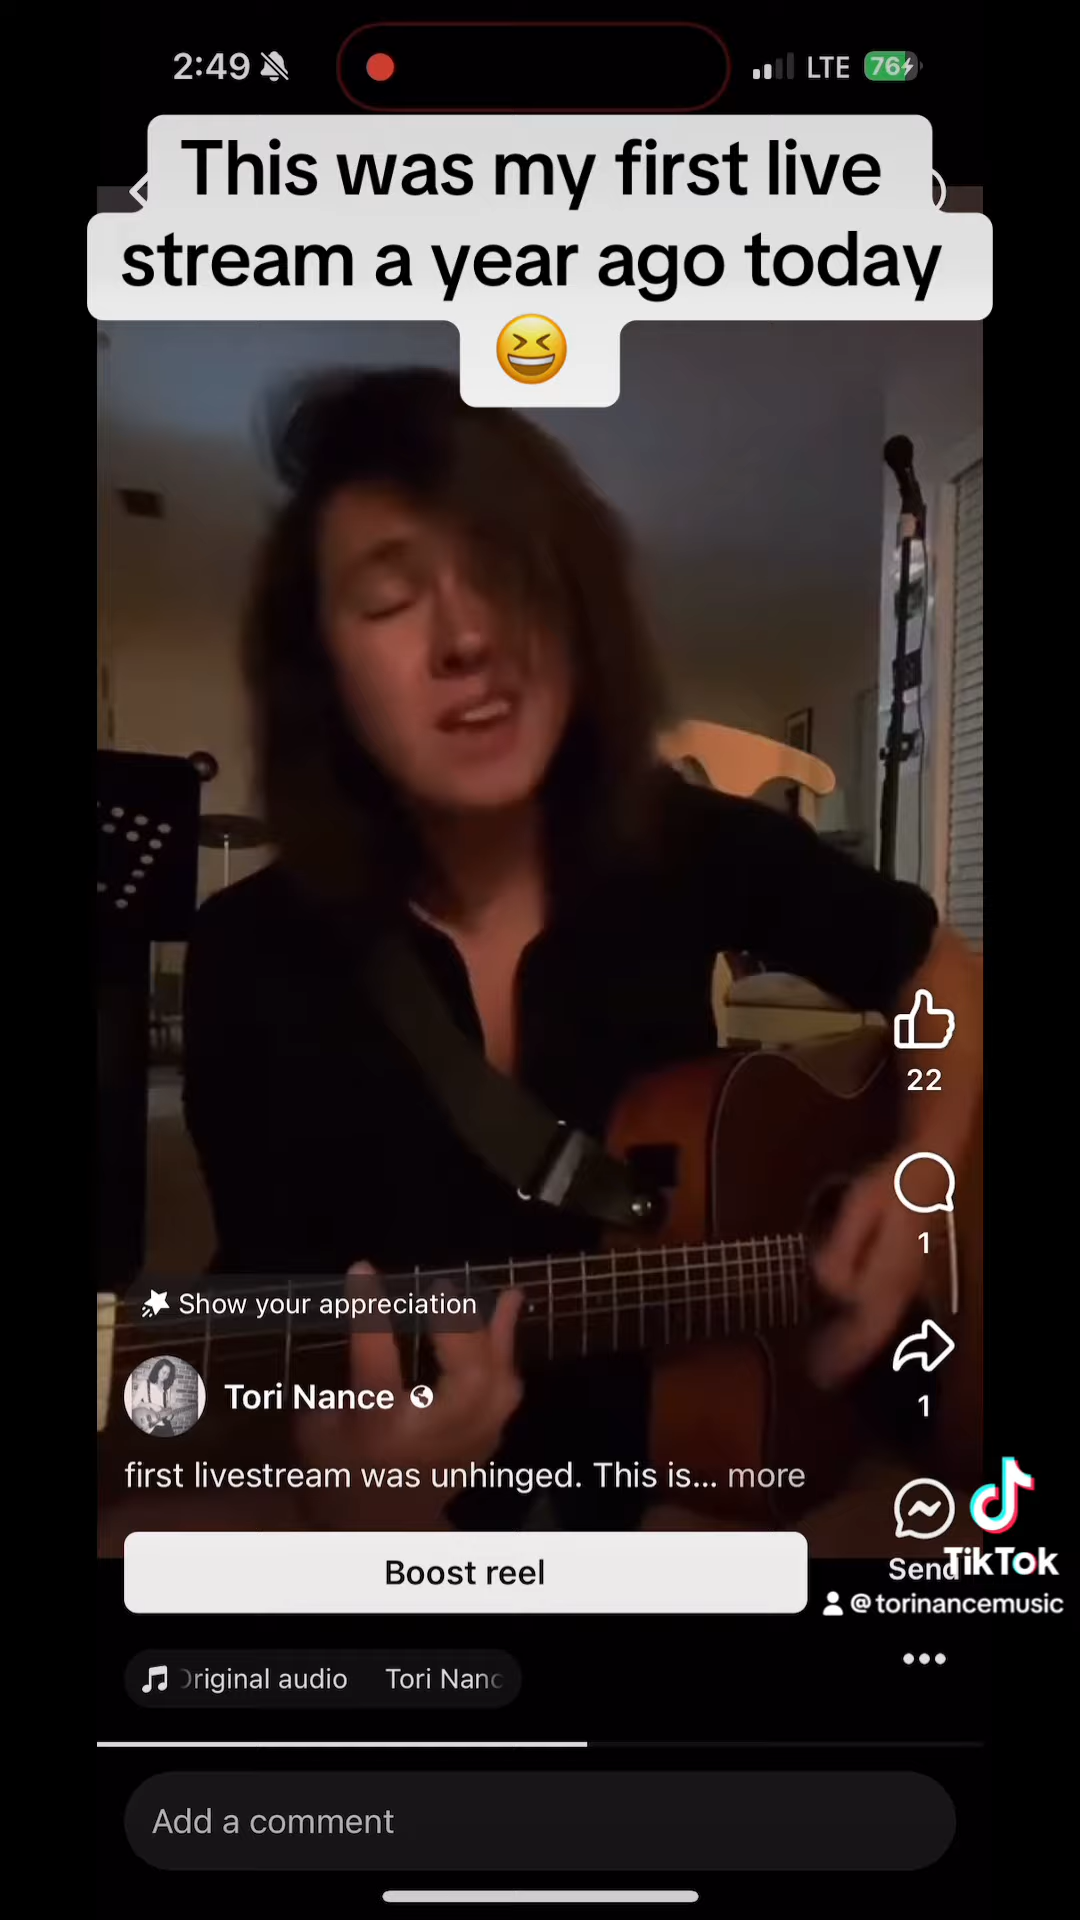 2:49
LTE
76
This was my first live
stream a year ago today
22
1
Show your appreciation
1
Tori Nance
first livestream was unhinged. This is... more
Boost reel
Send
TikTok
@torinancemusic
Original audio Tori Nanc
Add a comment